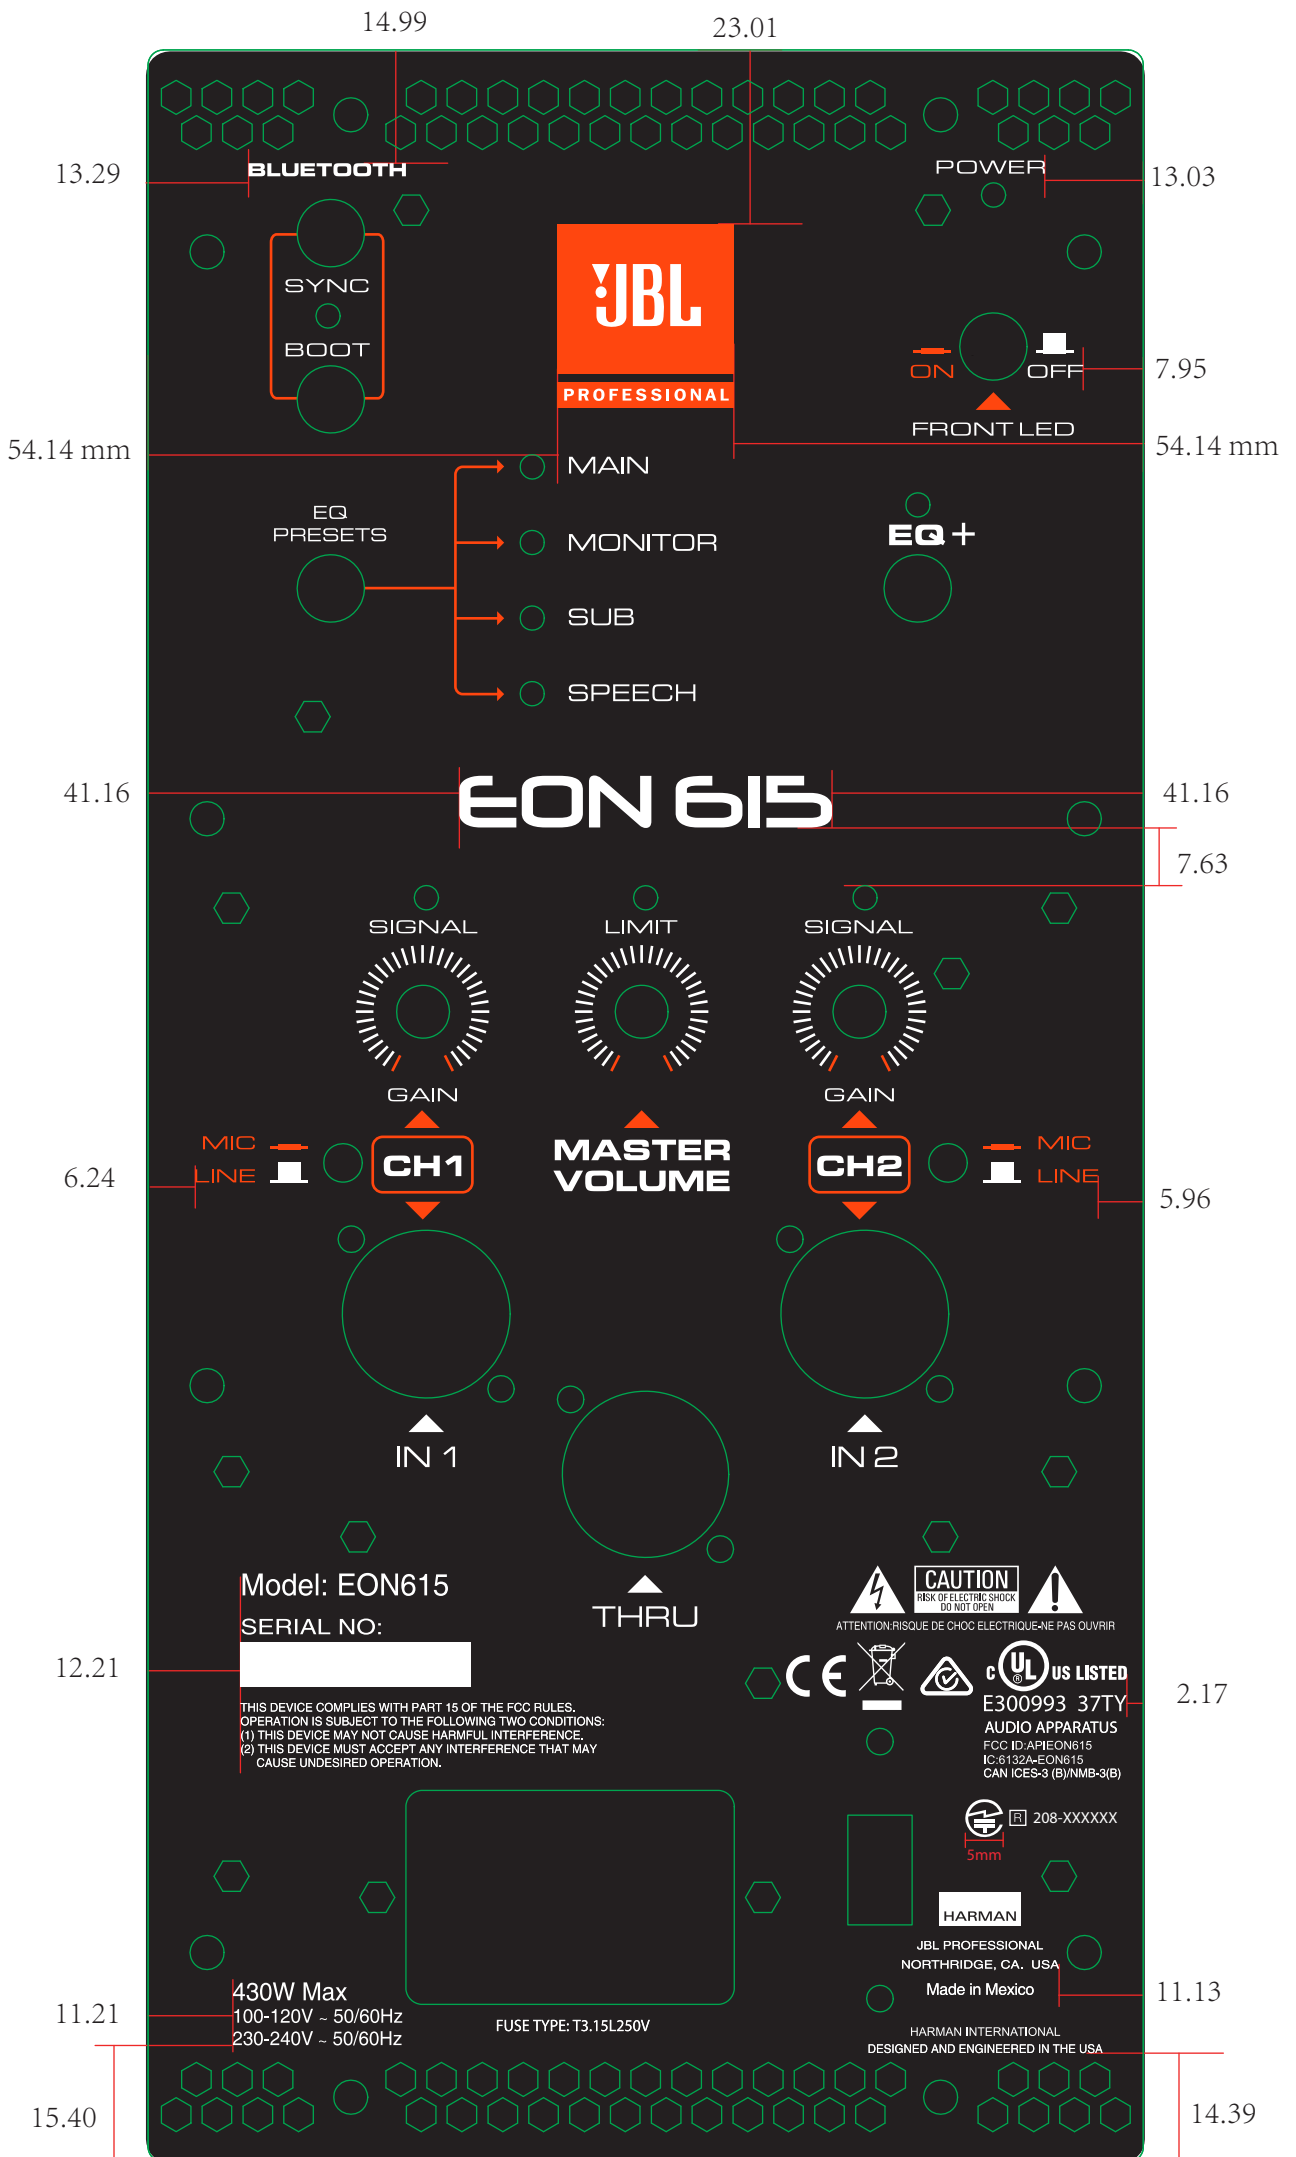 14.99
23.01
13.29
BLUETOOTH
POWER
13.03
SYNC
BOOT
JBL
PROFESSIONAL
ON
OFF
7.95
FRONT LED
54.14 mm
54.14 mm
MAIN
EQ
PRESETS
MONITOR
EQ+
SUB
SPEECH
41.16
EON 615
41.16
7.63
SIGNAL
LIMIT
SIGNAL
GAIN
GAIN
MIC
LINE
CH1
MASTER
VOLUME
CH2
MIC
LINE
6.24
5.96
IN 1
IN 2
THRU
Model: EON615
SERIAL NO:
CAUTION
RISK OF ELECTRIC SHOCK
DO NOT OPEN
ATTENTION:RISQUE DE CHOC ELECTRIQUE-NE PAS OUVRIR
12.21
CE
C UL ® US LISTED
E300993 37TY
2.17
AUDIO APPARATUS
FCC ID:APIEON615
IC:6132A-EON615
CAN ICES-3 (B)/NMB-3(B)
THIS DEVICE COMPLIES WITH PART 15 OF THE FCC RULES.
OPERATION IS SUBJECT TO THE FOLLOWING TWO CONDITIONS:
(1) THIS DEVICE MAY NOT CAUSE HARMFUL INTERFERENCE.
(2) THIS DEVICE MUST ACCEPT ANY INTERFERENCE THAT MAY
CAUSE UNDESIRED OPERATION.
R 208-XXXXXX
5mm
HARMAN
JBL PROFESSIONAL
NORTHRIDGE, CA. USA
Made in Mexico
11.13
430W Max
100-120V ~ 50/60Hz
230-240V ~ 50/60Hz
11.21
FUSE TYPE: T3.15L250V
HARMAN INTERNATIONAL
DESIGNED AND ENGINEERED IN THE USA
15.40
14.39